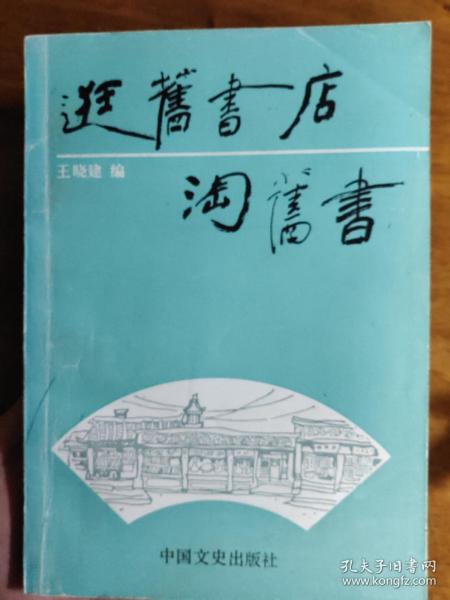 逛舊書店
王晓建 编
淘舊書
中国文史出版社
孔夫子旧书网
www.kongfz.com